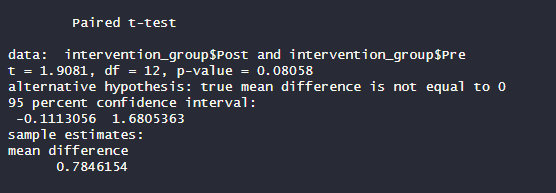 Paired t-test
data:  intervention_group$Post and intervention_group$Pre
t = 1.9081, df = 12, p-value = 0.08058
alternative hypothesis: true mean difference is not equal to 0
95 percent confidence interval:
 -0.1113056  1.6805363
sample estimates:
mean difference
      0.7846154